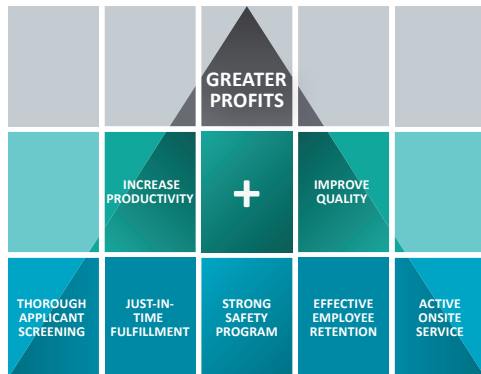 GREATER
PROFITS
INCREASE
PRODUCTIVITY
+
IMPROVE
QUALITY
THOROUGH
APPLICANT
SCREENING
JUST-IN-
TIME
FULFILLMENT
STRONG
SAFETY
PROGRAM
EFFECTIVE
EMPLOYEE
RETENTION
ACTIVE
ONSITE
SERVICE